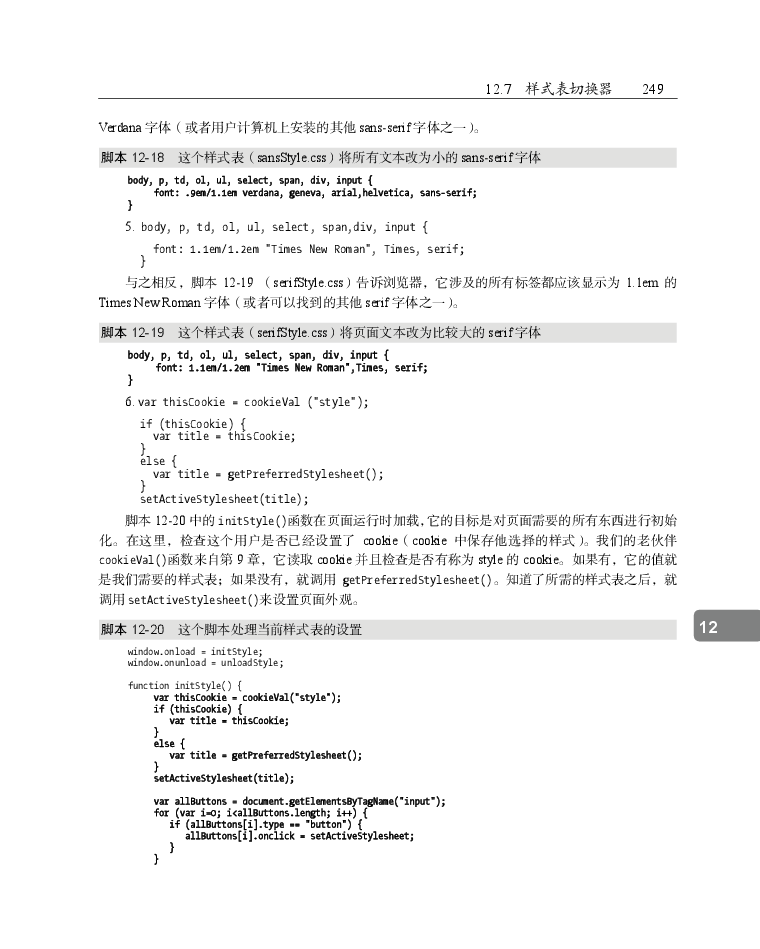 12.7 样式表切换器 249
Verdana 字体（或者用户计算机上安装的其他 sans-serif 字体之一）。
脚本 12-18 这个样式表（sansStyle.css）将所有文本改为小的 sans-serif 字体
body, p, td, ol, ul, select, span, div, input {
font: .9em/1.1em verdana, geneva, arial,helvetica, sans-serif;
}
5. body, p, td, ol, ul, select, span,div, input {
font: 1.1em/1.2em "Times New Roman", Times, serif;
}
与之相反，脚本 12-19 （serifStyle.css）告诉浏览器，它涉及的所有标签都应该显示为 1.1em 的
Times New Roman 字体（或者可以找到的其他 serif 字体之一）。
脚本 12-19 这个样式表（serifStyle.css）将页面文本改为比较大的 serif 字体
body, p, td, ol, ul, select, span, div, input {
font: 1.1em/1.2em "Times New Roman",Times, serif;
}
6. var thisCookie = cookieVal ("style");
if (thisCookie) {
var title = thisCookie;
}
else {
var title = getPreferredStylesheet();
}
setActiveStylesheet(title);
脚本 12-20 中的 initStyle()函数在页面运行时加载，它的目标是对页面需要的所有东西进行初始
化。在这里，检查这个用户是否已经设置了 cookie（cookie 中保存他选择的样式）。我们的老伙伴
cookieVal()函数来自第 9 章，它读取 cookie 并且检查是否有称为 style 的 cookie。如果有，它的值就
是我们需要的样式表；如果没有，就调用 getPreferredStylesheet()。知道了所需的样式表之后，就
调用 setActiveStylesheet()来设置页面外观。
12
脚本 12-20 这个脚本处理当前样式表的设置
window.onload = initStyle;
window.onunload = unloadStyle;
function initStyle() {
var thisCookie = cookieVal("style");
if (thisCookie) {
var title = thisCookie;
}
else {
var title = getPreferredStylesheet();
}
setActiveStylesheet(title);
var allButtons = document.getElementsByTagName("input");
for (var i=0; i<allButtons.length; i++) {
if (allButtons[i].type == "button") {
allButtons[i].onclick = setActiveStylesheet;
}
}